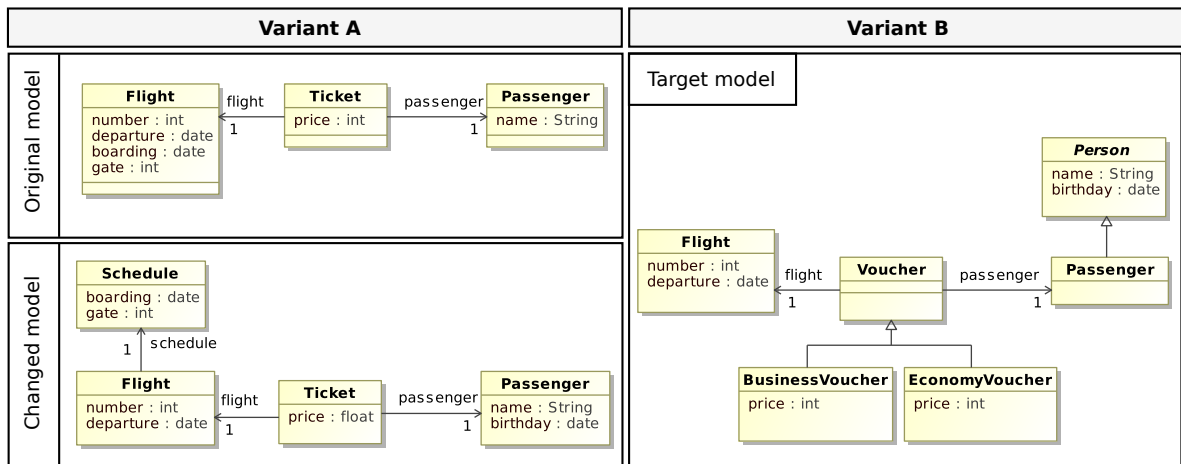 Variant A
Variant B
Original model
Flight
number : int
departure : date
boarding : date
gate : int
flight
1
Ticket
price : int
passenger
1
Passenger
name : String
Changed model
Schedule
boarding : date
gate : int
1
schedule
Flight
number : int
departure : date
flight
1
Ticket
price : float
passenger
1
Passenger
name : String
birthday : date
Target model
Person
name : String
birthday : date
Flight
number : int
departure : date
flight
1
Voucher
passenger
1
Passenger
BusinessVoucher
price : int
EconomyVoucher
price : int